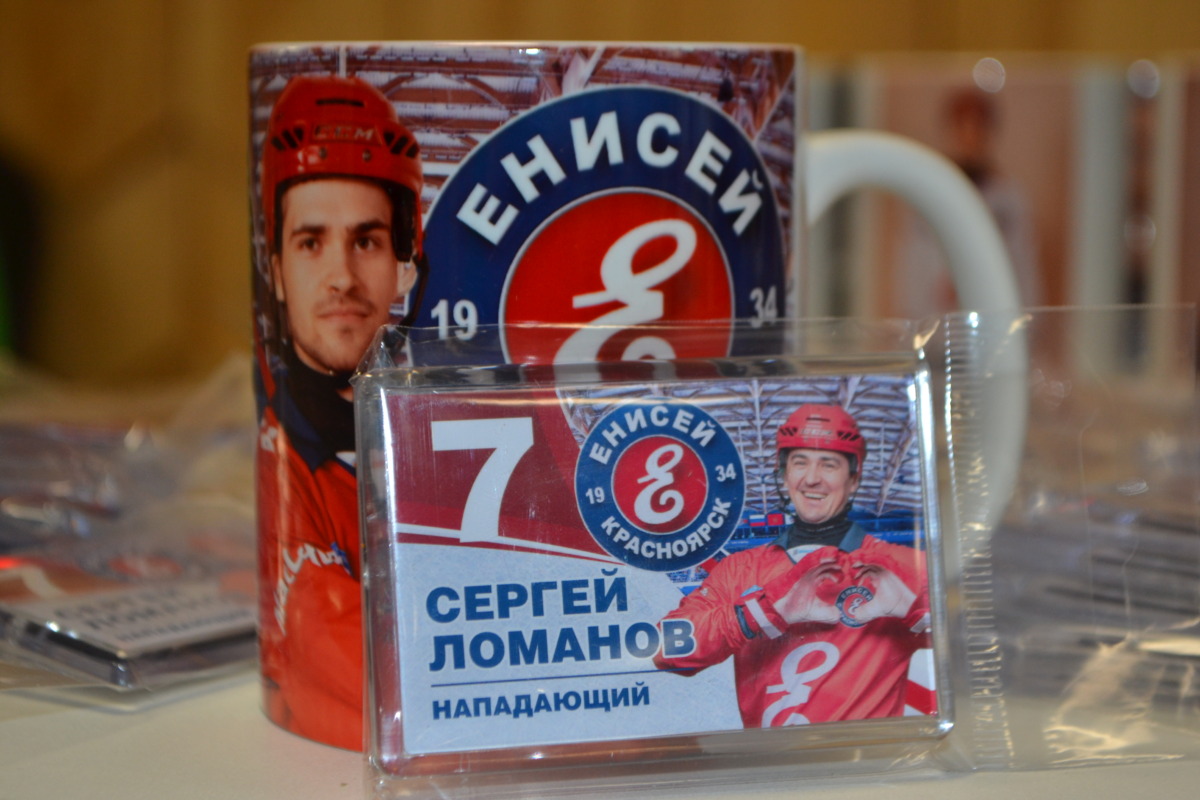 ЕНИСЕЙ
19 34
7
ЕНИСЕЙ
19 34
КРАСНОЯРСК
СЕРГЕЙ
ЛОМАНОВ
НАПАДАЮЩИЙ